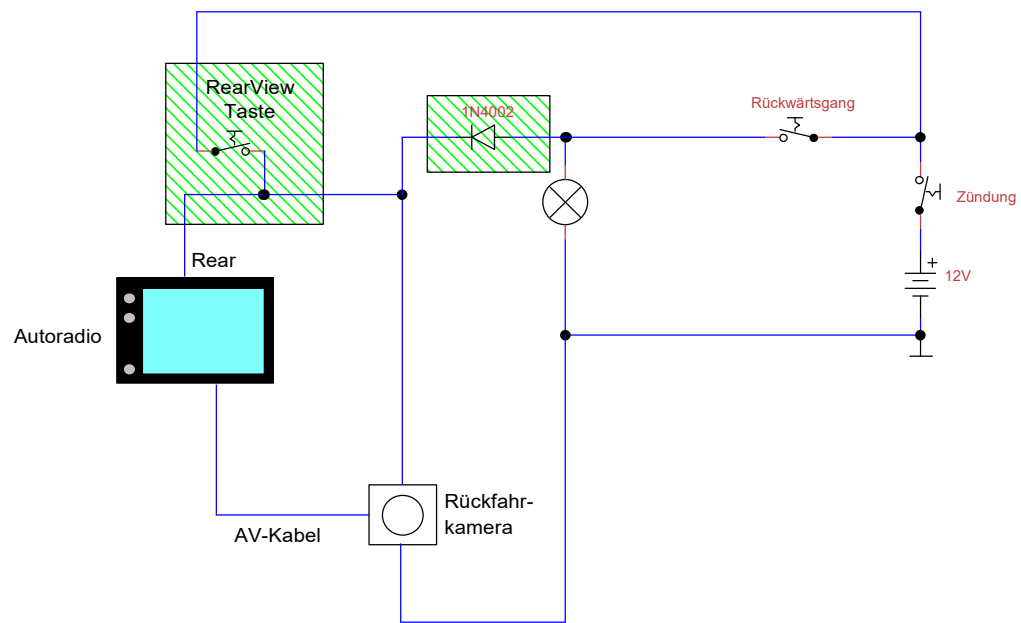 RearView
Taste
1N4002
Rückwärtsgang
Zündung
+
12V
Rear
Autoradio
Rückfahr-
kamera
AV-Kabel